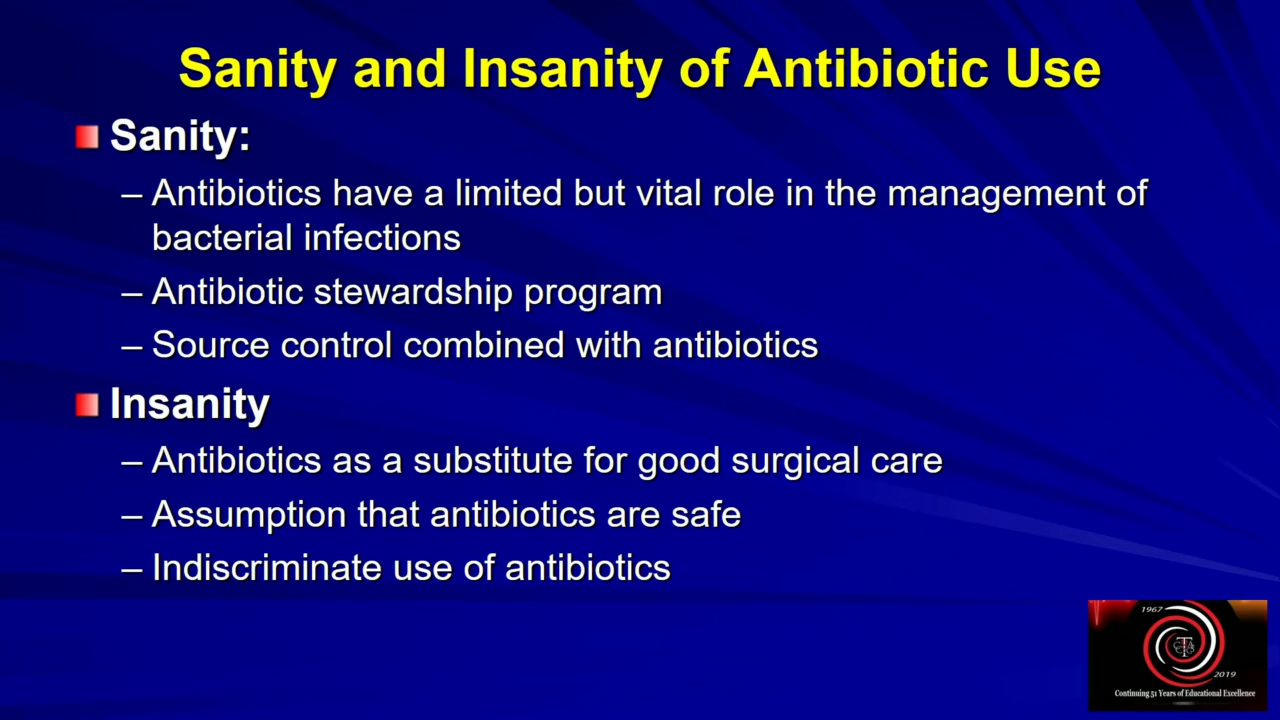 Sanity and Insanity of Antibiotic Use
Sanity:
– Antibiotics have a limited but vital role in the management of
bacterial infections
– Antibiotic stewardship program
– Source control combined with antibiotics
Insanity
– Antibiotics as a substitute for good surgical care
– Assumption that antibiotics are safe
– Indiscriminate use of antibiotics
1967
2019
Continuing 51 Years of Educational Excellence